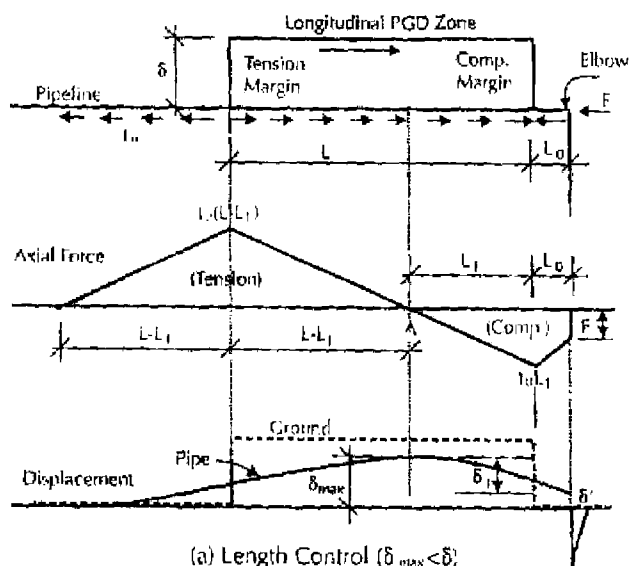 Longitudinal PGD Zone
δ
Tension
Margin
Comp.
Margin
Elbow
Pipeline
F
L
L₀
Axial Force
(Tension)
L₁
L₀
A
(Comp.)
F
L-L₁
L-L₁
Ground
Pipe
Displacement
δmax
δ₁
δ'
(a) Length Control (δmax<δ)